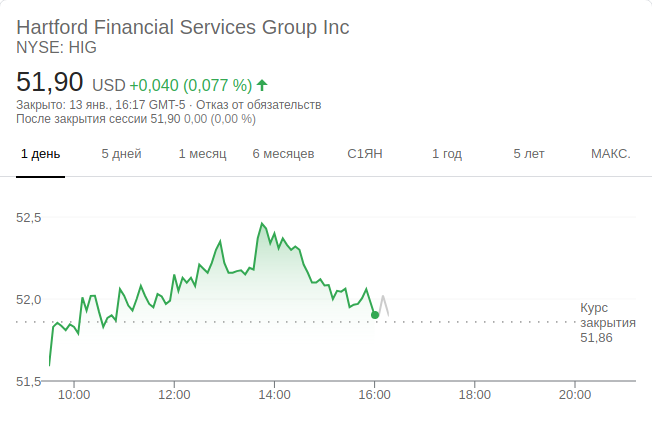 Hartford Financial Services Group Inc
NYSE: HIG
51,90 USD +0,040 (0,077 %)
Закрыто: 13 янв., 16:17 GMT-5 · Отказ от обязательств
После закрытия сессии 51,90 0,00 (0,00 %)
1 день 5 дней 1 месяц 6 месяцев С1ЯН 1 год 5 лет МАКС.
52,5
52,0
Курс
закрытия
51,86
51,5
10:00 12:00 14:00 16:00 18:00 20:00